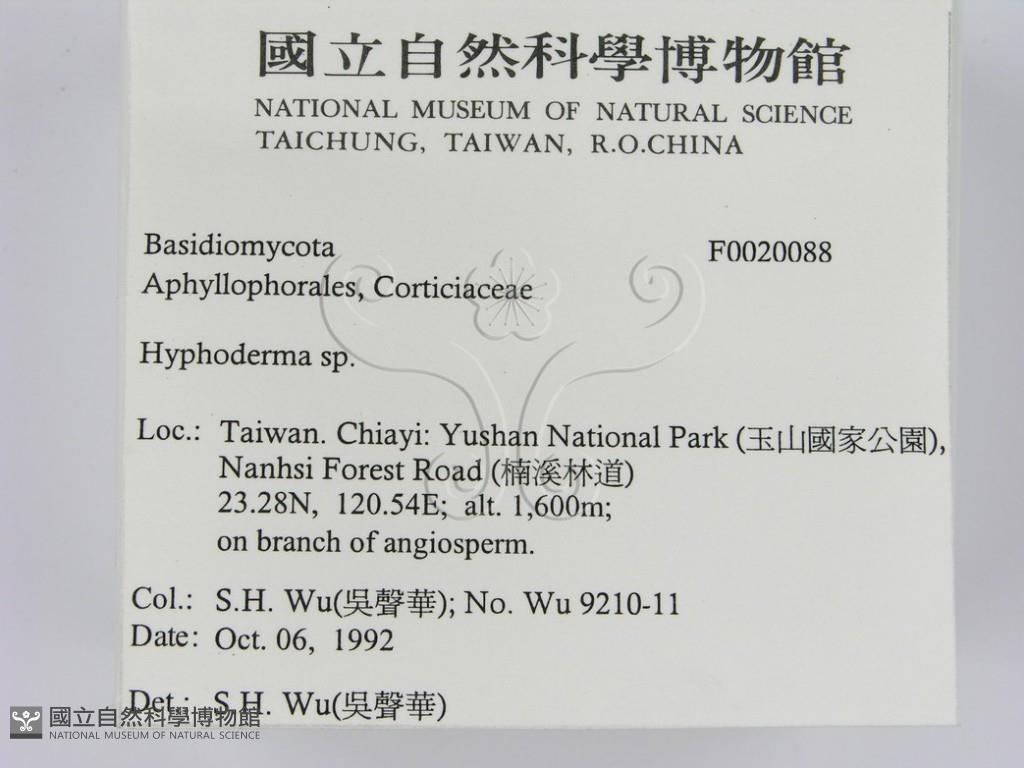 國立自然科學博物館
NATIONAL MUSEUM OF NATURAL SCIENCE
TAICHUNG, TAIWAN, R.O.CHINA
Basidiomycota F0020088
Aphyllophorales, Corticiaceae
Hyphoderma sp.
Loc.: Taiwan. Chiayi: Yushan National Park (玉山國家公園),
Nanhsi Forest Road (楠溪林道)
23.28N, 120.54E; alt. 1,600m;
on branch of angiosperm.
Col.: S.H. Wu(吳聲華); No. Wu 9210-11
Date: Oct. 06, 1992
Det.: S.H. Wu(吳聲華)
國立自然科學博物館
NATIONAL MUSEUM OF NATURAL SCIENCE